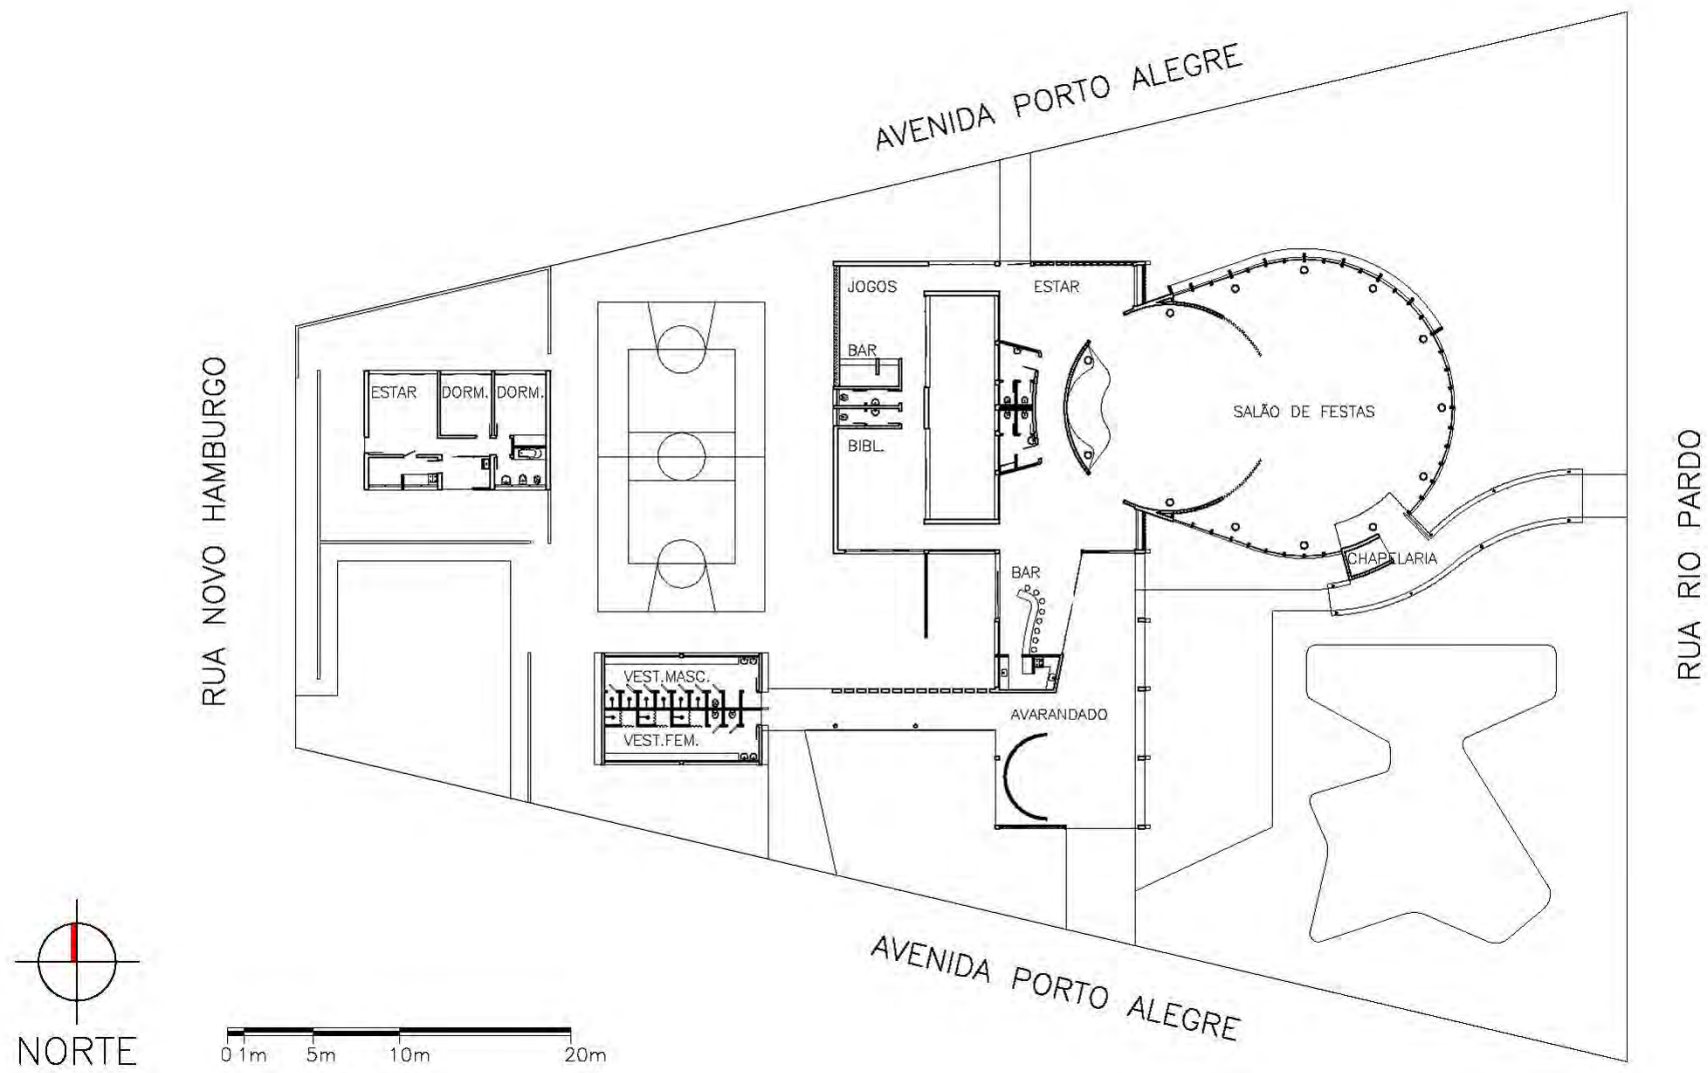 AVENIDA PORTO ALEGRE
JOGOS
ESTAR
BAR
ESTAR
DORM.
DORM.
SALÃO DE FESTAS
BIBL.
RUA NOVO HAMBURGO
RUA RIO PARDO
CHAPELARIA
BAR
VEST.MASC.
AVARANDADO
VEST.FEM.
AVENIDA PORTO ALEGRE
NORTE
0 1m 5m 10m 20m